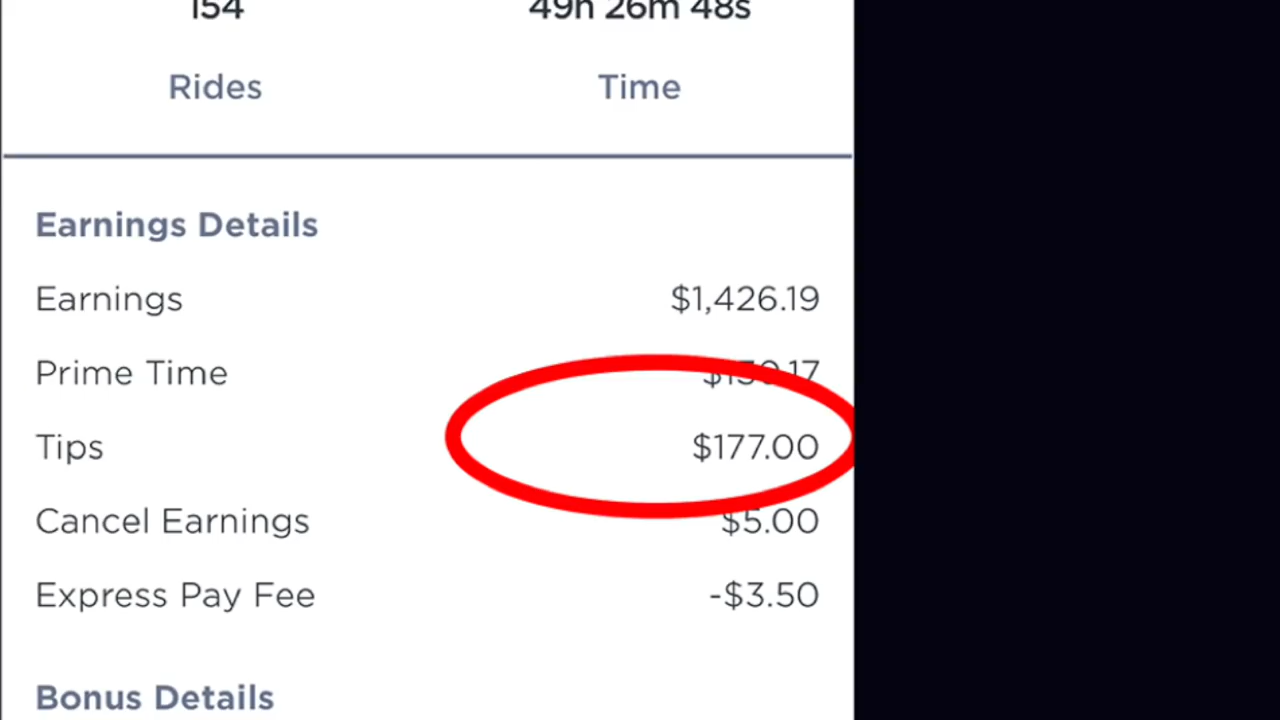 154 49h 26m 48s
Rides Time
Earnings Details
Earnings $1,426.19
Prime Time
Tips $177.00
Cancel Earnings $5.00
Express Pay Fee -$3.50
Bonus Details